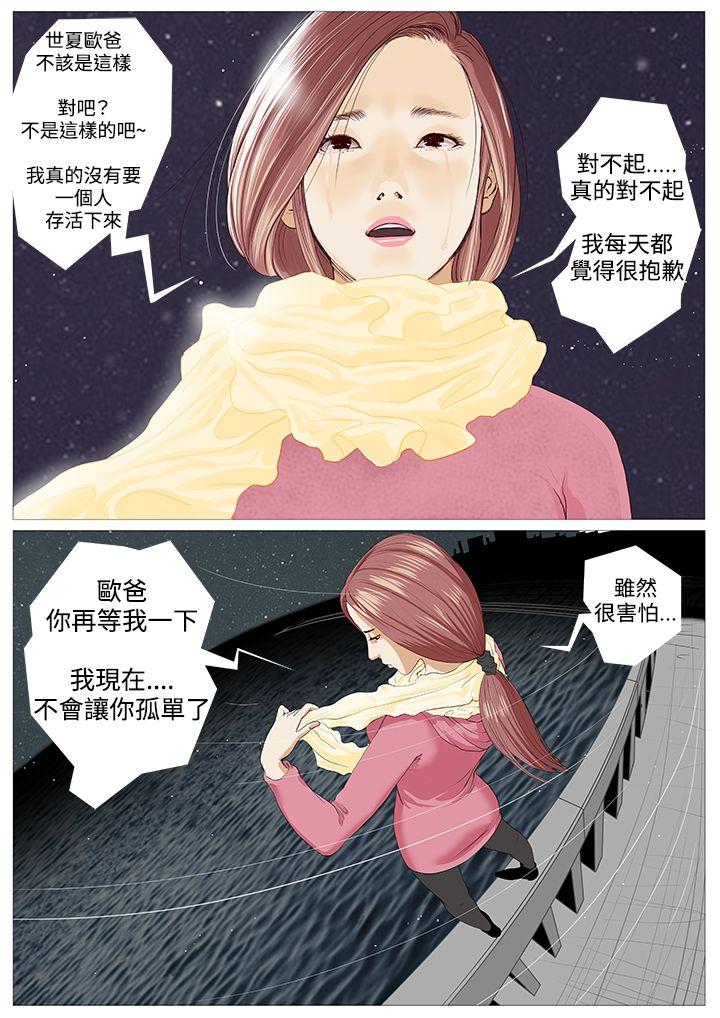 世夏歐爸
不該是這樣
對吧？
不是這樣的吧~
我真的沒有要
一個人
存活下來
對不起.....
真的對不起
我每天都
覺得很抱歉
歐爸
你再等我一下
我現在....
不會讓你孤單了
雖然
很害怕...